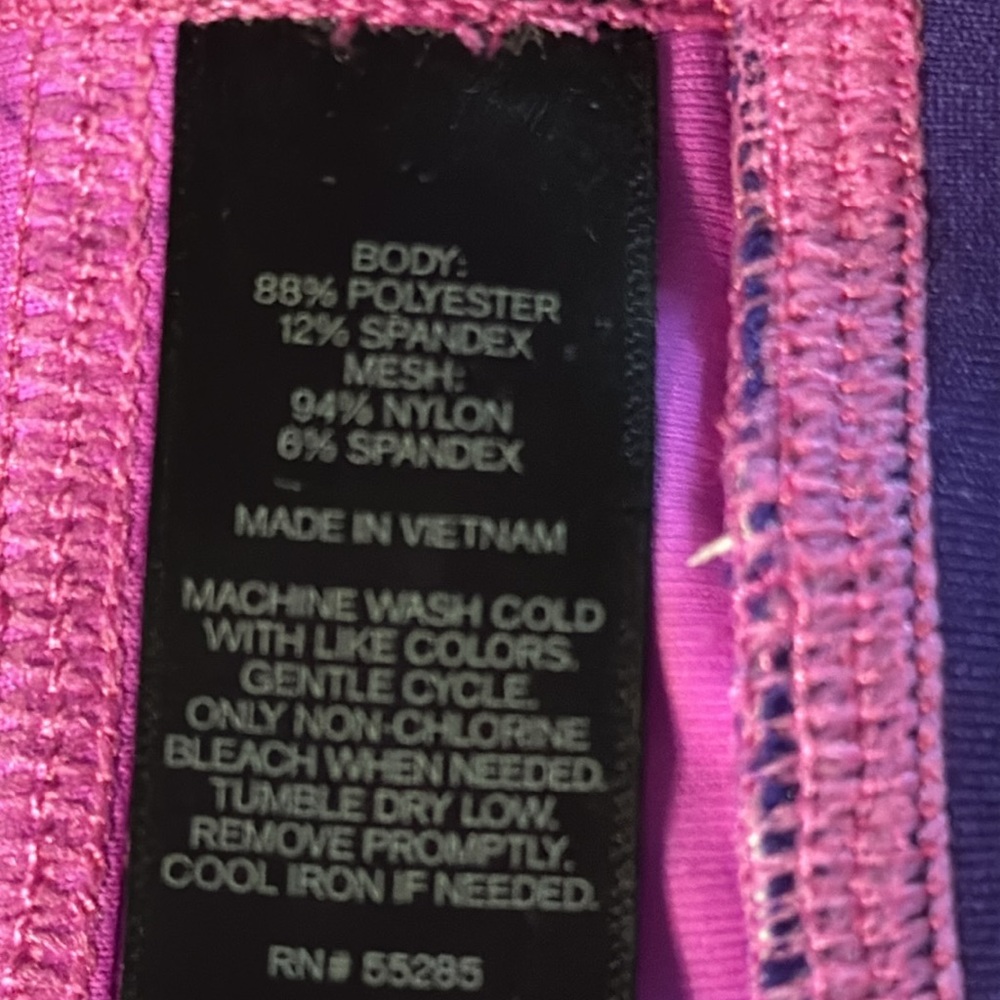 BODY:
88% POLYESTER
12% SPANDEX
MESH:
94% NYLON
6% SPANDEX
MADE IN VIETNAM
MACHINE WASH COLD
WITH LIKE COLORS.
GENTLE CYCLE.
ONLY NON-CHLORINE
BLEACH WHEN NEEDED.
TUMBLE DRY LOW.
REMOVE PROMPTLY.
COOL IRON IF NEEDED.
RN# 55285